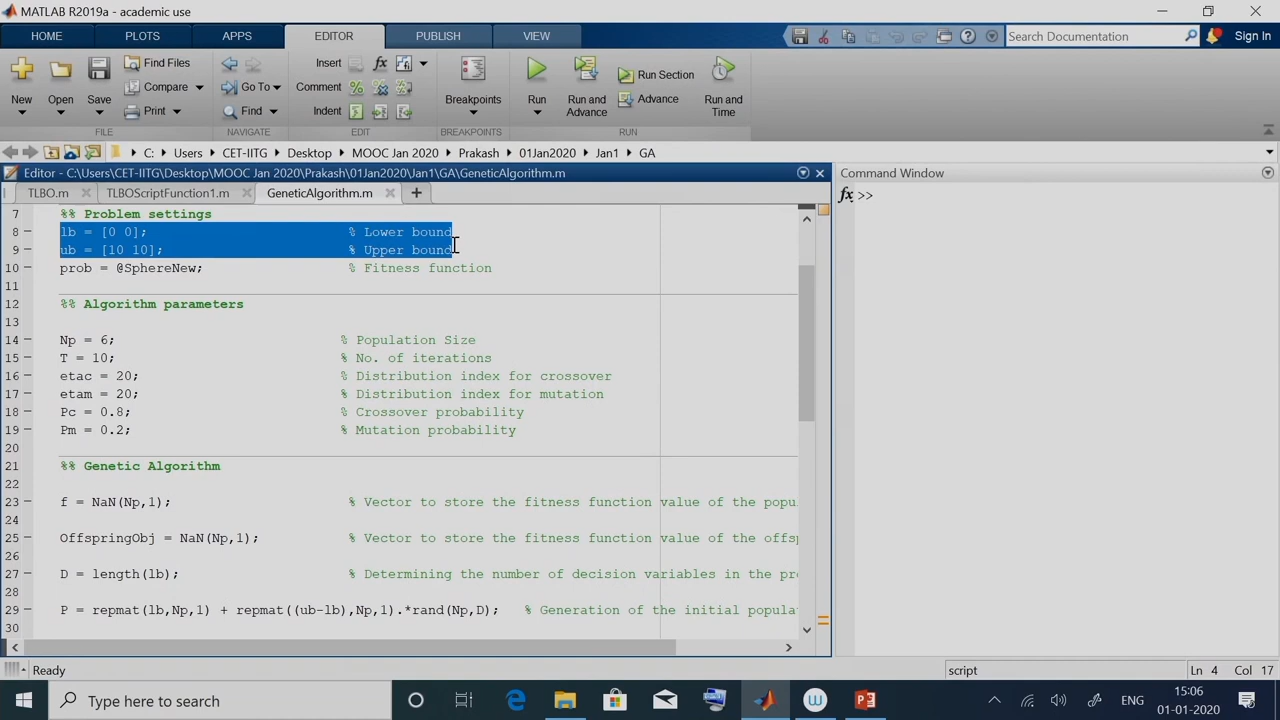 MATLAB R2019a - academic use
HOME PLOTS APPS EDITOR PUBLISH VIEW Search Documentation Sign In
Find Files Insert fx Run Section
New Open Save Compare Go To Comment Breakpoints Run Run and Advance Advance Run and Time
Print Find Indent
FILE NAVIGATE EDIT BREAKPOINTS RUN
C: Users CET-IITG Desktop MOOC Jan 2020 Prakash 01Jan2020 Jan1 GA
Editor - C:\Users\CET-IITG\Desktop\MOOC Jan 2020\Prakash\01Jan2020\Jan1\GA\GeneticAlgorithm.m
Command Window
TLBO.m TLBOScriptFunction1.m GeneticAlgorithm.m
fx >>
7 %% Problem settings
8 lb = [0 0]; % Lower bound
9 ub = [10 10]; % Upper bound
10 prob = @SphereNew; % Fitness function
11
12 %% Algorithm parameters
13
14 Np = 6; % Population Size
15 T = 10; % No. of iterations
16 etac = 20; % Distribution index for crossover
17 etam = 20; % Distribution index for mutation
18 Pc = 0.8; % Crossover probability
19 Pm = 0.2; % Mutation probability
20
21 %% Genetic Algorithm
22
23 f = NaN(Np,1); % Vector to store the fitness function value of the popu
24
25 OffspringObj = NaN(Np,1); % Vector to store the fitness function value of the offsp
26
27 D = length(lb); % Determining the number of decision variables in the pro
28
29 P = repmat(lb,Np,1) + repmat((ub-lb),Np,1).*rand(Np,D); % Generation of the initial popula
30
Ready script Ln 4 Col 17
Type here to search ENG 15:06
01-01-2020